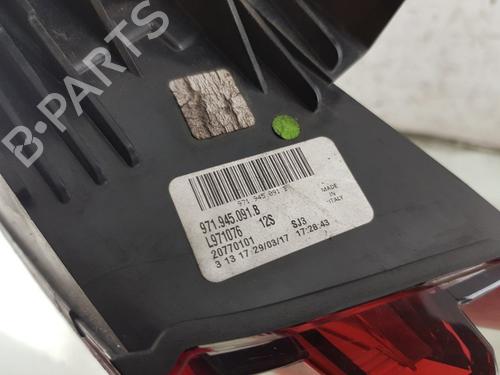 B-PARTS
971 945 091 B
971.945.091.B
L971076 12S SJ3
20770101
3 13 17 29/03/17 17:28:43
MADE
IN
ITALY